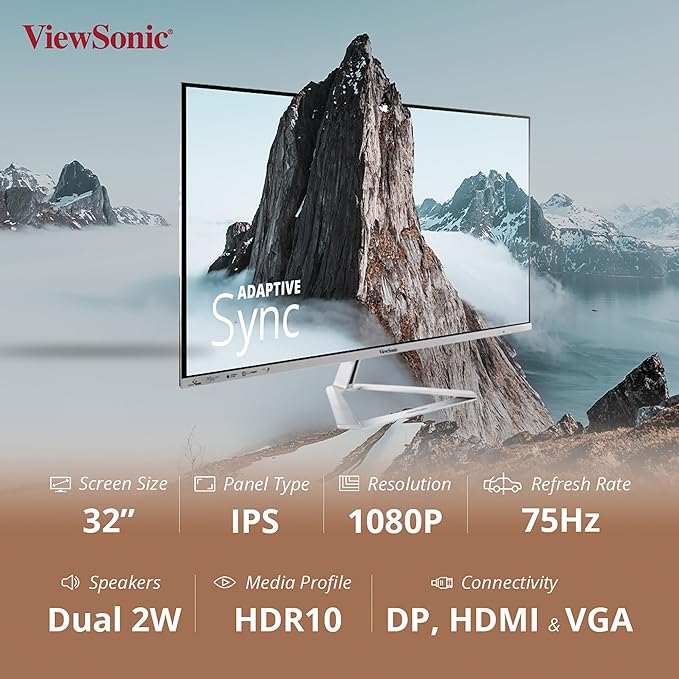 ViewSonic®
ADAPTIVE
Sync
ViewSonic
Screen Size
32”
Panel Type
IPS
Resolution
1080P
Refresh Rate
75Hz
Speakers
Dual 2W
Media Profile
HDR10
Connectivity
DP, HDMI & VGA